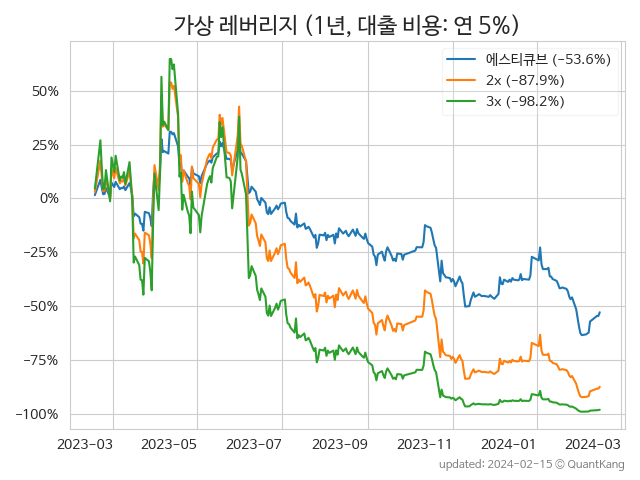 가상 레버리지 (1년, 대출 비용: 연 5%)
에스티큐브 (−53.6%)
2x (−87.9%)
3x (−98.2%)
50%
25%
0%
−25%
−50%
−75%
−100%
2023-03 2023-05 2023-07 2023-09 2023-11 2024-01 2024-03
updated: 2024-02-15 © QuantKang